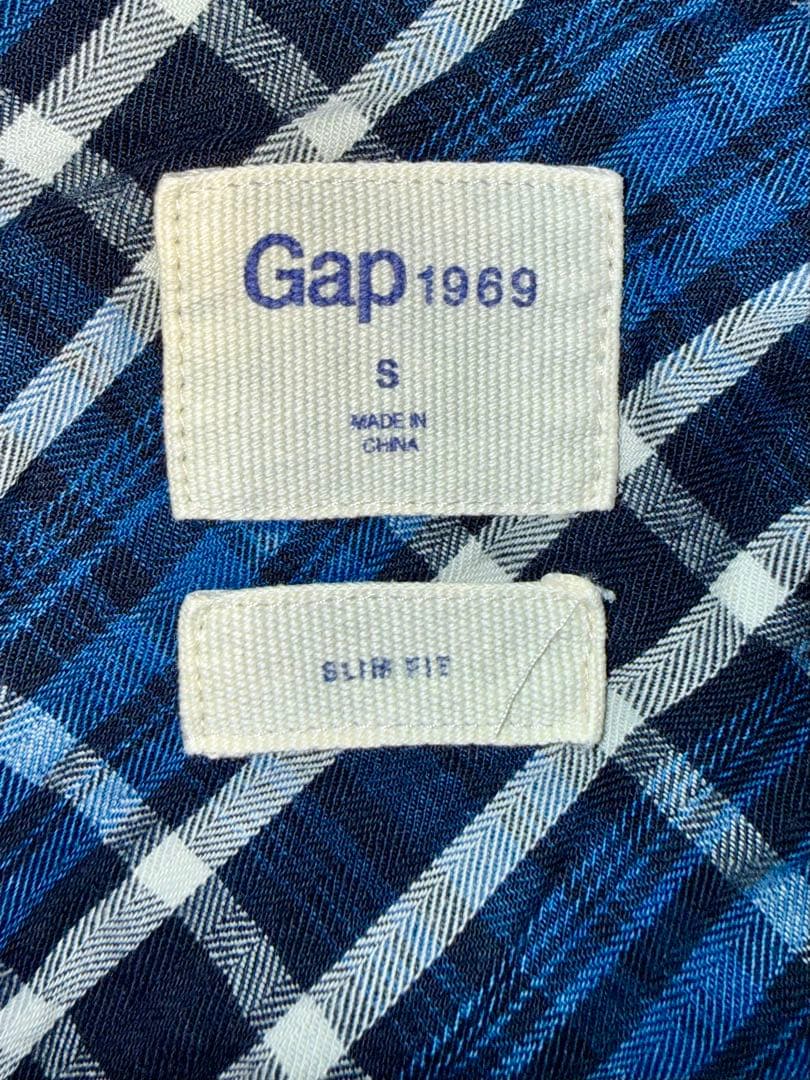 Gap 1969
S
MADE IN
CHINA
SLIM FIT